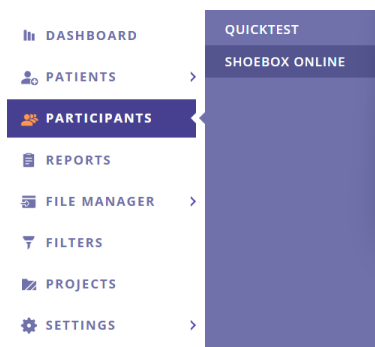 DASHBOARD
PATIENTS
PARTICIPANTS
REPORTS
FILE MANAGER
FILTERS
PROJECTS
SETTINGS
QUICKTEST
SHOEBOX ONLINE